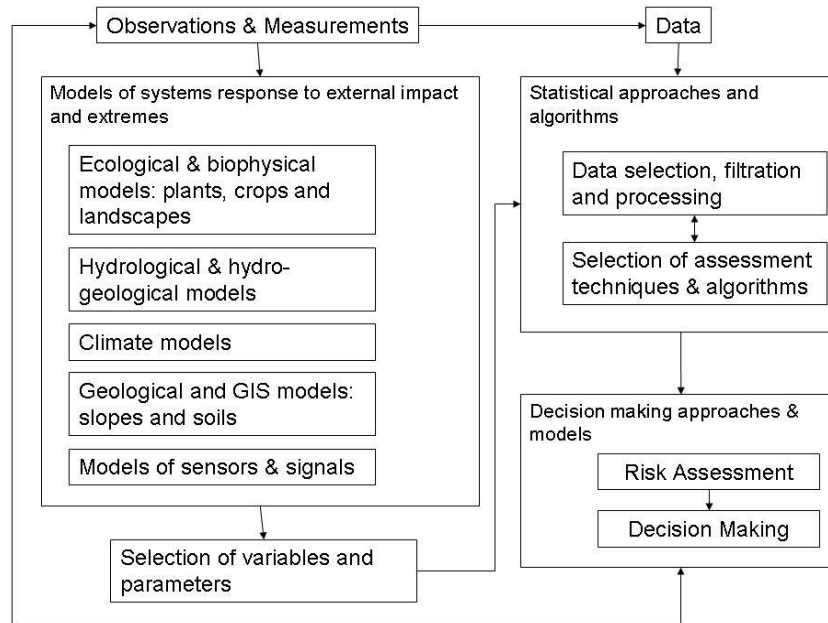 Observations & Measurements
Data
Models of systems response to external impact
and extremes
Ecological & biophysical
models: plants, crops and
landscapes
Hydrological & hydro-
geological models
Climate models
Geological and GIS models:
slopes and soils
Models of sensors & signals
Selection of variables and
parameters
Statistical approaches and
algorithms
Data selection, filtration
and processing
Selection of assessment
techniques & algorithms
Decision making approaches &
models
Risk Assessment
Decision Making